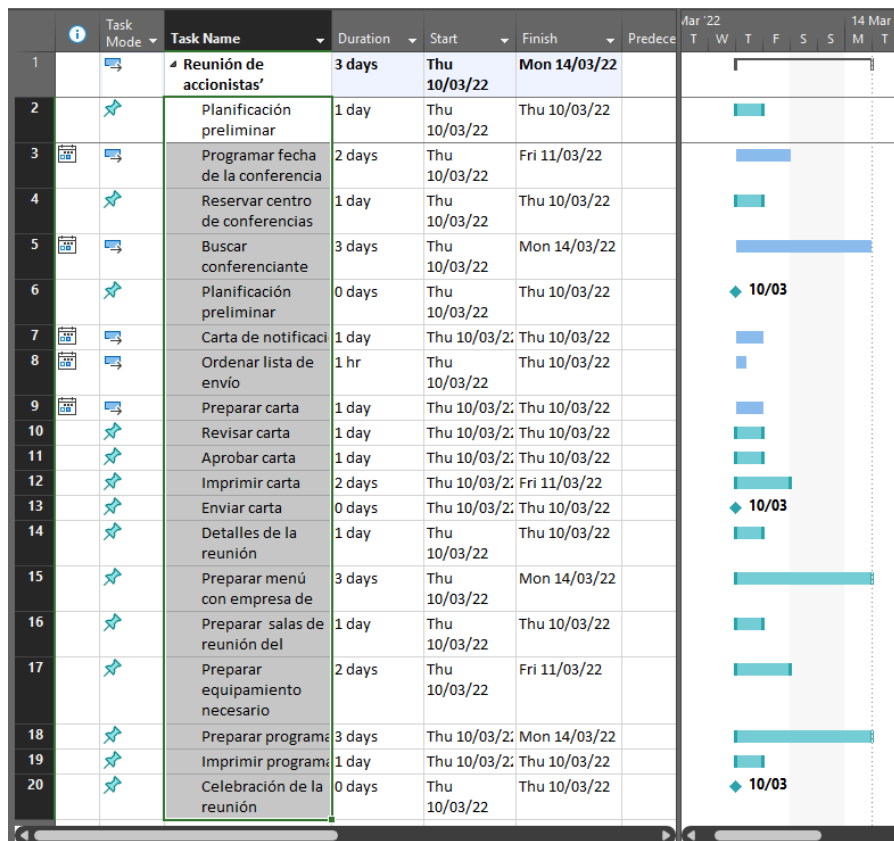 Task Mode Task Name Duration Start Finish Predece
Mar '22 14 Mar
T W T F S S M T
1 Reunión de accionistas' 3 days Thu 10/03/22 Mon 14/03/22
2 Planificación preliminar 1 day Thu 10/03/22 Thu 10/03/22
3 Programar fecha de la conferencia 2 days Thu 10/03/22 Fri 11/03/22
4 Reservar centro de conferencias 1 day Thu 10/03/22 Thu 10/03/22
5 Buscar conferenciante 3 days Thu 10/03/22 Mon 14/03/22
6 Planificación preliminar 0 days Thu 10/03/22 Thu 10/03/22 10/03
7 Carta de notificaci 1 day Thu 10/03/22 Thu 10/03/22
8 Ordenar lista de envío 1 hr Thu 10/03/22 Thu 10/03/22
9 Preparar carta 1 day Thu 10/03/22 Thu 10/03/22
10 Revisar carta 1 day Thu 10/03/22 Thu 10/03/22
11 Aprobar carta 1 day Thu 10/03/22 Thu 10/03/22
12 Imprimir carta 2 days Thu 10/03/22 Fri 11/03/22
13 Enviar carta 0 days Thu 10/03/22 Thu 10/03/22 10/03
14 Detalles de la reunión 1 day Thu 10/03/22 Thu 10/03/22
15 Preparar menú con empresa de 3 days Thu 10/03/22 Mon 14/03/22
16 Preparar salas de reunión del 1 day Thu 10/03/22 Thu 10/03/22
17 Preparar equipamiento necesario 2 days Thu 10/03/22 Fri 11/03/22
18 Preparar programa 3 days Thu 10/03/22 Mon 14/03/22
19 Imprimir programa 1 day Thu 10/03/22 Thu 10/03/22
20 Celebración de la reunión 0 days Thu 10/03/22 Thu 10/03/22 10/03